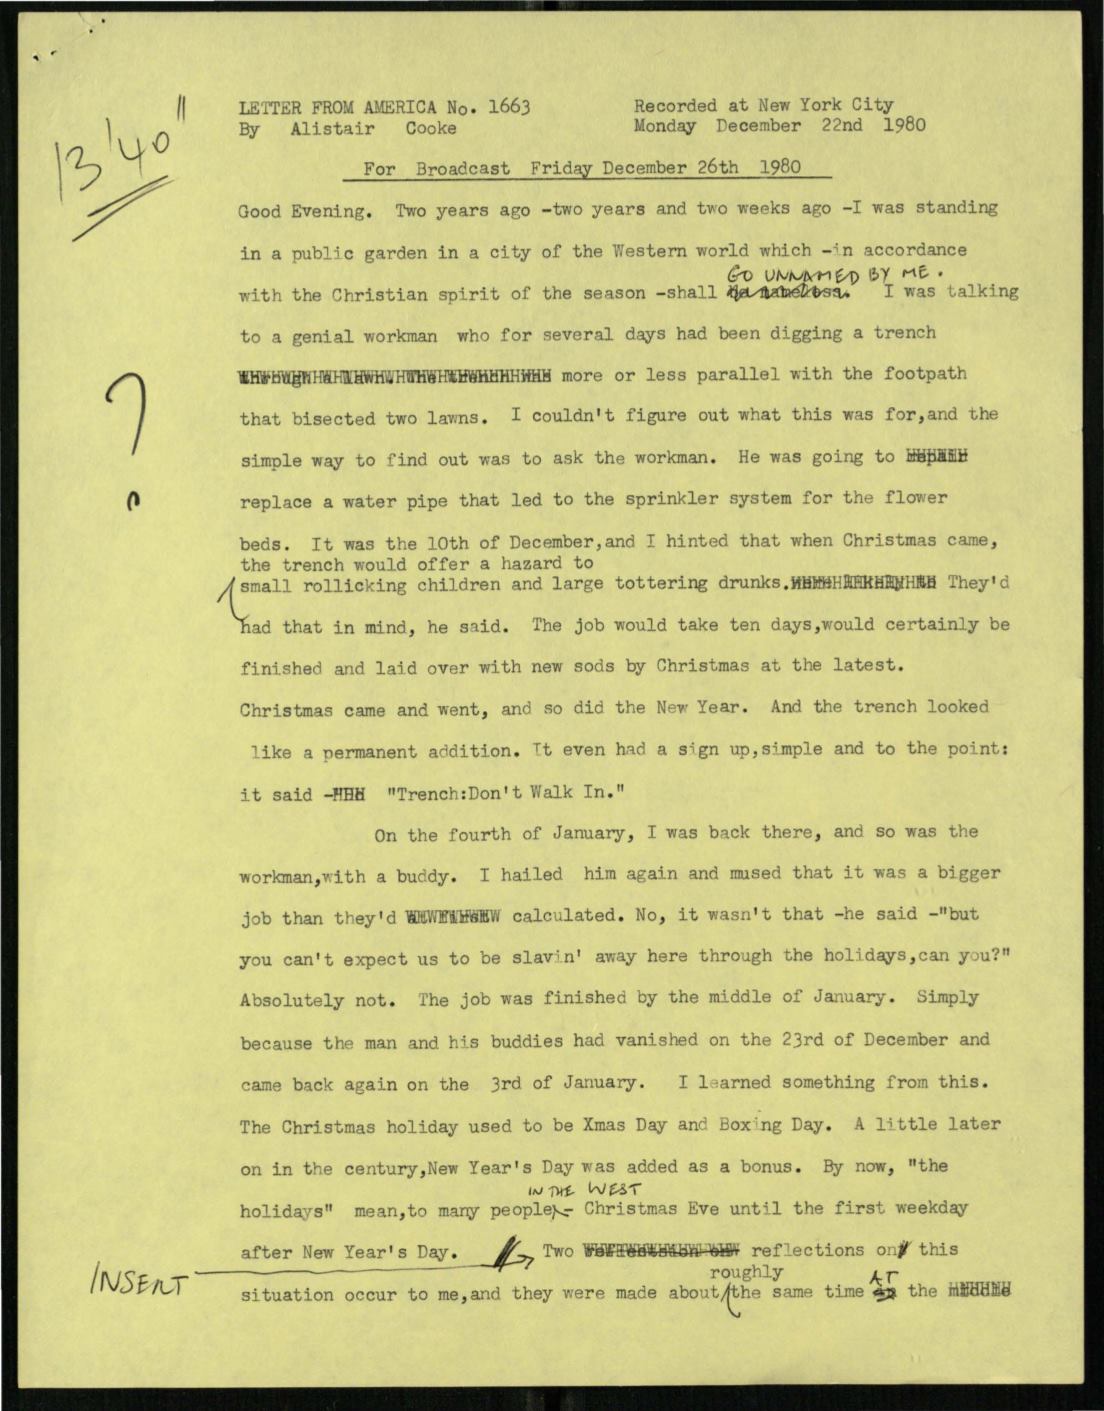 13'40"
LETTER FROM AMERICA No. 1663 Recorded at New York City
By Alistair Cooke Monday December 22nd 1980
For Broadcast Friday December 26th 1980
Good Evening. Two years ago -two years and two weeks ago -I was standing
in a public garden in a city of the Western world which -in accordance
GO UNNAMED BY ME.
with the Christian spirit of the season -shall be nameless. I was talking
to a genial workman who for several days had been digging a trench
through a lawn. The trench was more or less parallel with the footpath
?
that bisected two lawns. I couldn't figure out what this was for,and the
simple way to find out was to ask the workman. He was going to repair
replace a water pipe that led to the sprinkler system for the flower
beds. It was the 10th of December,and I hinted that when Christmas came,
the trench would offer a hazard to
small rollicking children and large tottering drunks. They'd
had that in mind, he said. The job would take ten days,would certainly be
finished and laid over with new sods by Christmas at the latest.
Christmas came and went, and so did the New Year. And the trench looked
like a permanent addition. It even had a sign up,simple and to the point:
it said - "Trench:Don't Walk In."
On the fourth of January, I was back there, and so was the
workman,with a buddy. I hailed him again and mused that it was a bigger
job than they'd calculated. No, it wasn't that -he said -"but
you can't expect us to be slavin' away here through the holidays,can you?"
Absolutely not. The job was finished by the middle of January. Simply
because the man and his buddies had vanished on the 23rd of December and
came back again on the 3rd of January. I learned something from this.
The Christmas holiday used to be Xmas Day and Boxing Day. A little later
on in the century,New Year's Day was added as a bonus. By now, "the
IN THE WEST
holidays" mean,to many people,- Christmas Eve until the first weekday
after New Year's Day. Two reflections on this
INSERT
roughly AT
situation occur to me,and they were made about the same time the